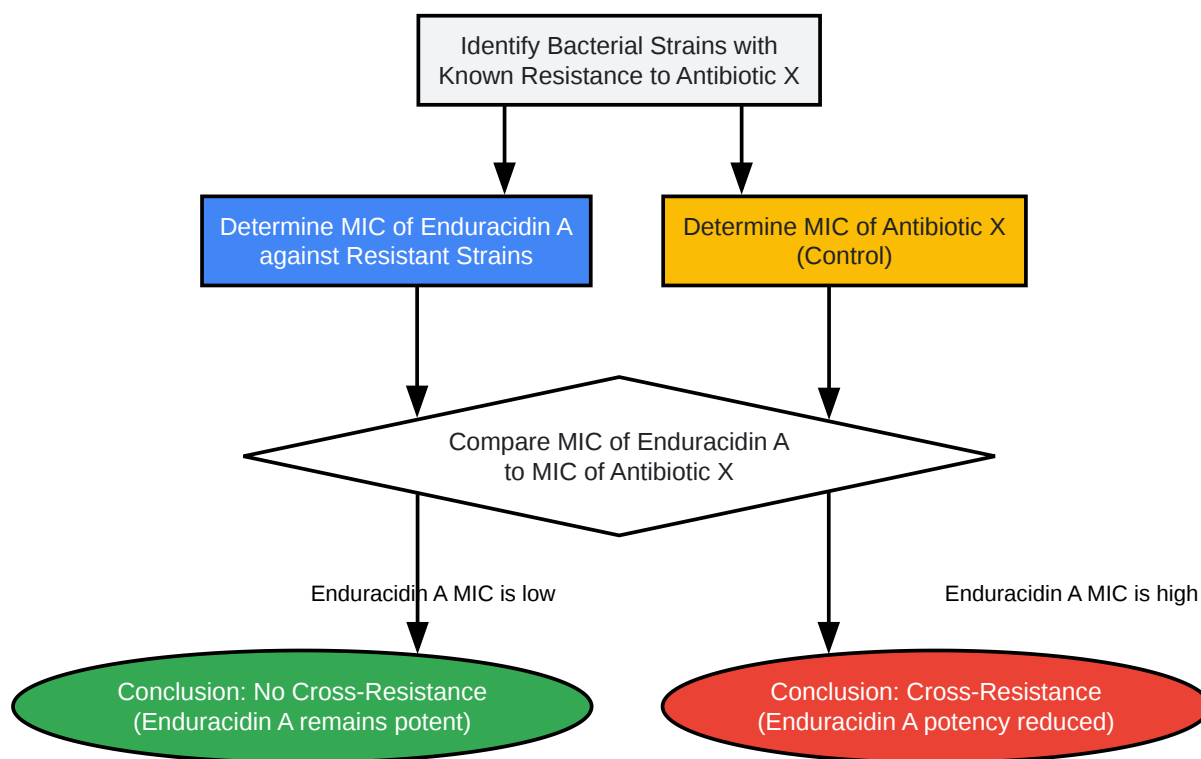 Identify Bacterial Strains with
Known Resistance to Antibiotic X
Determine MIC of Enduracidin A
against Resistant Strains
Determine MIC of Antibiotic X
(Control)
Compare MIC of Enduracidin A
to MIC of Antibiotic X
Enduracidin A MIC is low
Enduracidin A MIC is high
Conclusion: No Cross-Resistance
(Enduracidin A remains potent)
Conclusion: Cross-Resistance
(Enduracidin A potency reduced)